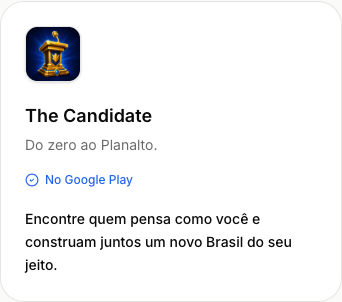 The Candidate
Do zero ao Planalto.
No Google Play
Encontre quem pensa como você e
construam juntos um novo Brasil do seu
jeito.